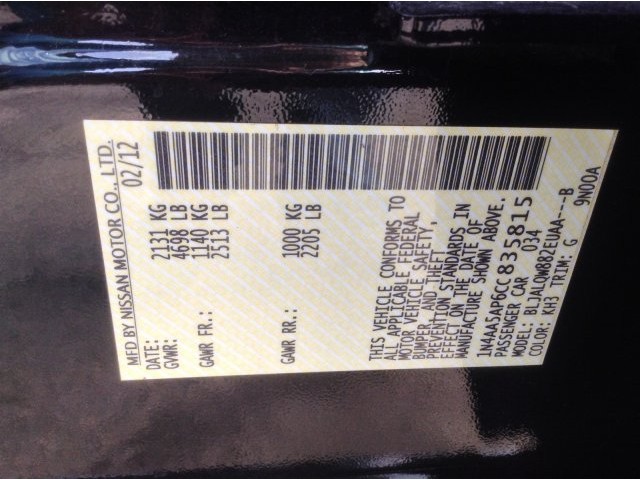 MFD BY NISSAN MOTOR CO., LTD.
DATE: 02/12
GVWR: 2131 KG
4698 LB
GAWR FR.: 1140 KG
2513 LB
GAWR RR.: 1000 KG
2205 LB
THIS VEHICLE CONFORMS TO
ALL APPLICABLE FEDERAL
MOTOR VEHICLE SAFETY,
BUMPER, AND THEFT
PREVENTION STANDARDS IN
EFFECT ON THE DATE OF
MANUFACTURE SHOWN ABOVE.
1N4AA5AP6CC835815
PASSENGER CAR 034
MODEL: BLJALOW882EUAA---B
COLOR: KH3 TRIM: G 9N00A